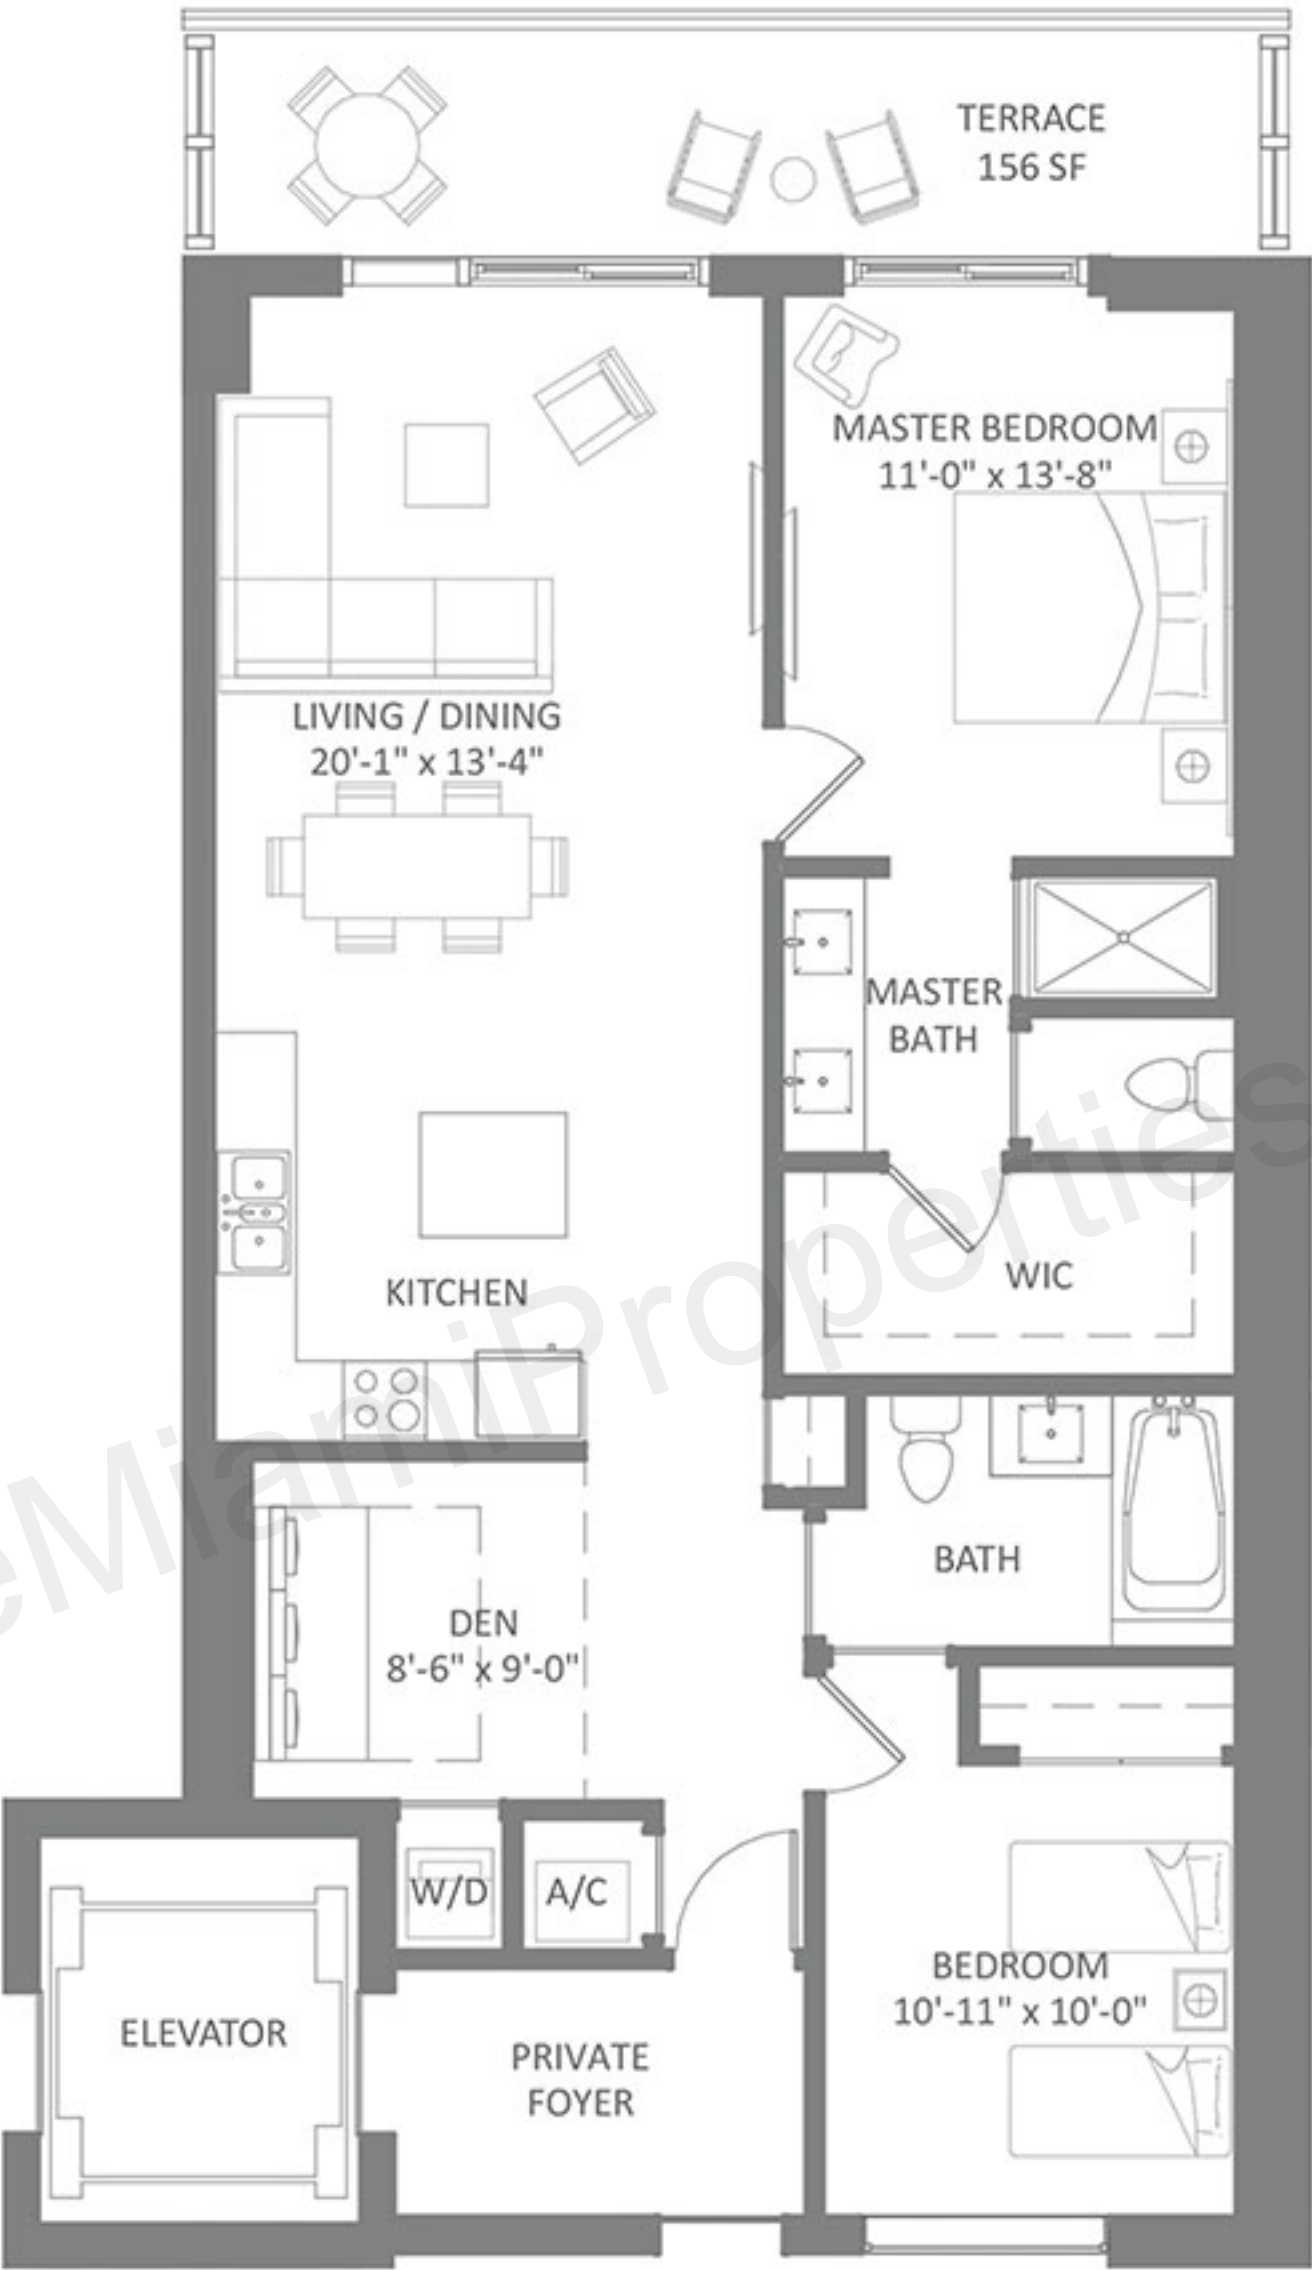 TERRACE
156 SF
MASTER BEDROOM
11'-0" x 13'-8"
LIVING / DINING
20'-1" x 13'-4"
MASTER
BATH
WIC
KITCHEN
BATH
DEN
8'-6" x 9'-0"
W/D
A/C
BEDROOM
10'-11" x 10'-0"
ELEVATOR
PRIVATE
FOYER
eMiamiProperties